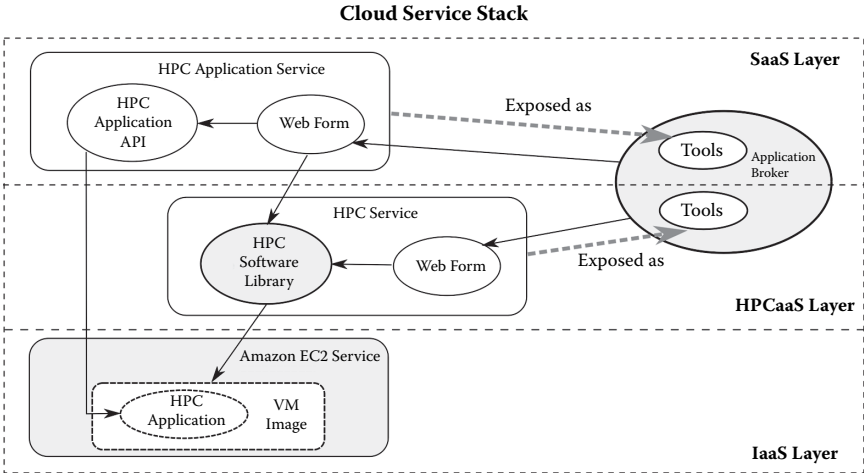 Cloud Service Stack
SaaS Layer
HPC Application Service
HPC
Application
API
Web Form
Exposed as
Tools
Application
Broker
Tools
HPC Service
HPC
Software
Library
Web Form
Exposed as
HPCaaS Layer
Amazon EC2 Service
HPC
Application
VM
Image
IaaS Layer